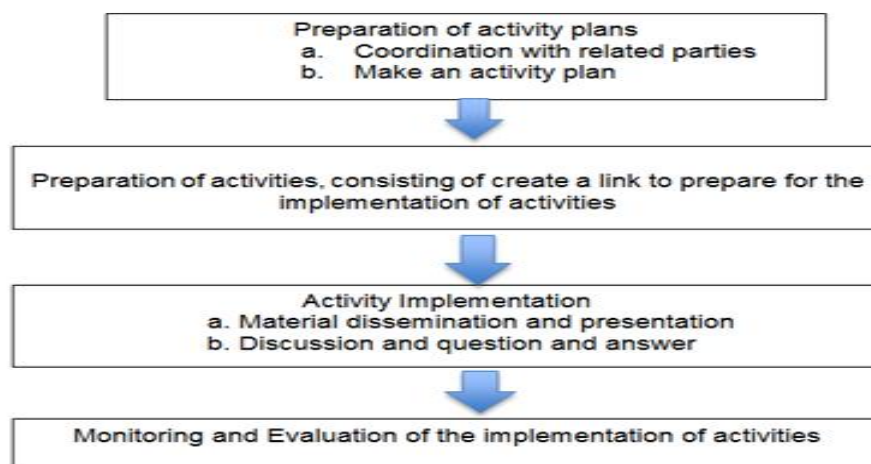 Preparation of activity plans
a. Coordination with related parties
b. Make an activity plan
Preparation of activities, consisting of create a link to prepare for the
implementation of activities
Activity Implementation
a. Material dissemination and presentation
b. Discussion and question and answer
Monitoring and Evaluation of the implementation of activities